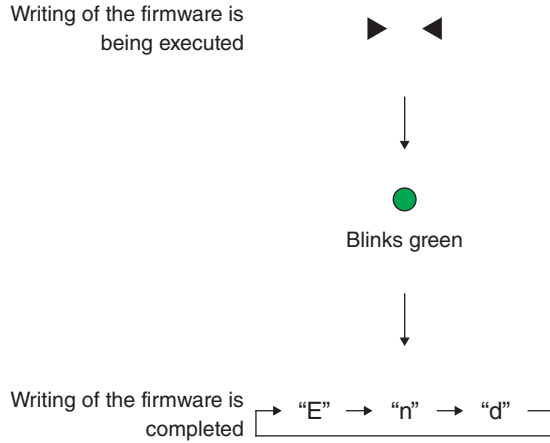 Writing of the firmware is
being executed
Blinks green
Writing of the firmware is
completed
“E” “n” “d”